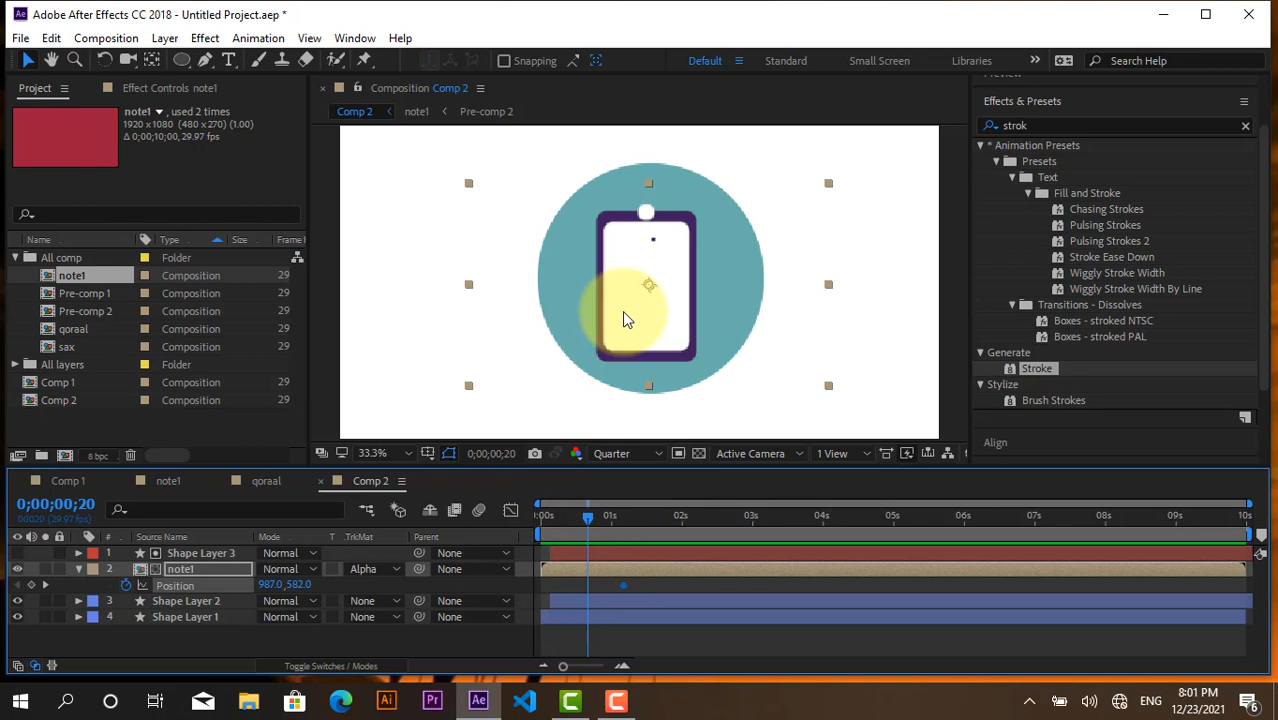 Adobe After Effects CC 2018 - Untitled Project.aep *
File Edit Composition Layer Effect Animation View Window Help
Snapping Default Standard Small Screen Libraries Search Help
Project Effect Controls note1 Composition Comp 2
note1, used 2 times
1920 x 1080 (480 x 270) (1.00)
Δ 0;00;10;00, 29.97 fps
Comp 2 note1 Pre-comp 2
Name Type Size Frame
All comp Folder
note1 Composition 29
Pre-comp 1 Composition 29
Pre-comp 2 Composition 29
qoraal Composition 29
sax Composition 29
All layers Folder
Comp 1 Composition 29
Comp 2 Composition 29
8 bpc
33.3% 0;00;00;20 Quarter Active Camera 1 View
Effects & Presets
strok
* Animation Presets
Presets
Text
Fill and Stroke
Chasing Strokes
Pulsing Strokes
Pulsing Strokes 2
Stroke Ease Down
Wiggly Stroke Width
Wiggly Stroke Width By Line
Transitions - Dissolves
Boxes - stroked NTSC
Boxes - stroked PAL
Generate
Stroke
Stylize
Brush Strokes
Align
Comp 1 note1 qoraal Comp 2
0;00;00;20
00020 (29.97 fps)
:00s 01s 02s 03s 04s 05s 06s 07s 08s 09s 10s
# Source Name Mode T .TrkMat Parent
1 Shape Layer 3 Normal None
2 note1 Normal Alpha None
Position 987.0,582.0
3 Shape Layer 2 Normal None None
4 Shape Layer 1 Normal None None
Toggle Switches / Modes
Ai Pr Ae ENG
8:01 PM
12/23/2021
6